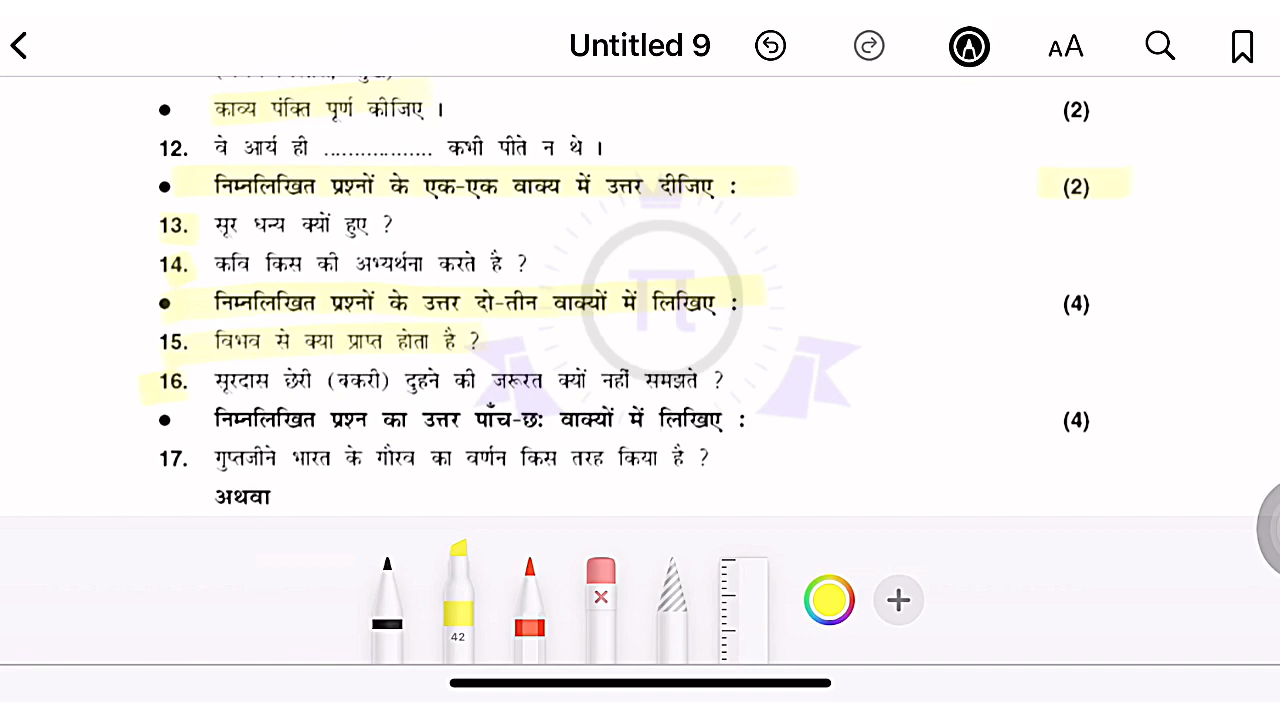 Untitled 9
AA
• काव्य पंक्ति पूर्ण कीजिए । (2)
12. वे आर्य ही .................. कभी पीते न थे ।
• निम्नलिखित प्रश्नों के एक-एक वाक्य में उत्तर दीजिए : (2)
13. सूर धन्य क्यों हुए ?
14. कवि किस की अभ्यर्थना करते है ?
• निम्नलिखित प्रश्नों के उत्तर दो-तीन वाक्यों में लिखिए : (4)
15. विभव से क्या प्राप्त होता है ?
16. सूरदास छेरी (बकरी) दुहने की जरूरत क्यों नहीं समझते ?
• निम्नलिखित प्रश्न का उत्तर पाँच-छः वाक्यों में लिखिए : (4)
17. गुप्तजीने भारत के गौरव का वर्णन किस तरह किया है ?
अथवा
π
42